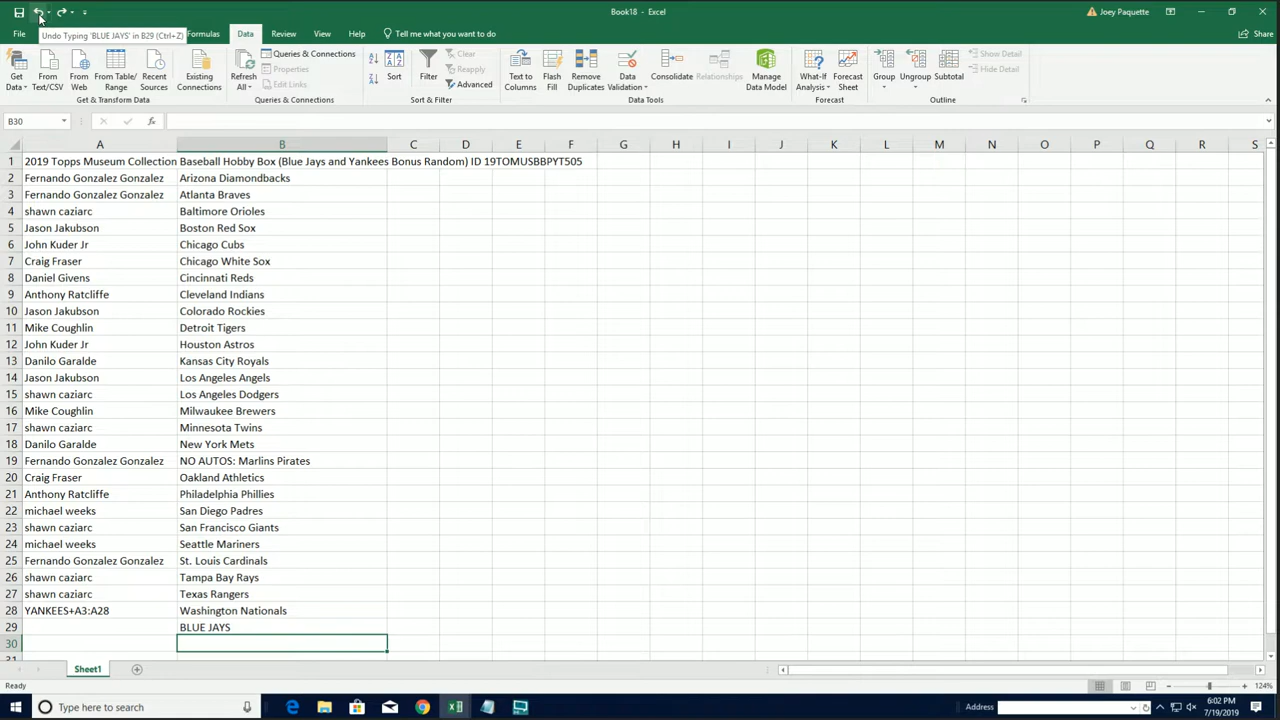 Book18 - Excel
Joey Paquette
File
Undo Typing 'BLUE JAYS' in B29 (Ctrl+Z)
Formulas
Data
Review
View
Help
Tell me what you want to do
Share
Get Data
From Text/CSV
From Web
From Table/ Range
Recent Sources
Existing Connections
Refresh All
Queries & Connections
Properties
Edit Links
Sort
Filter
Clear
Reapply
Advanced
Text to Columns
Flash Fill
Remove Duplicates
Data Validation
Consolidate
Relationships
Manage Data Model
What-If Analysis
Forecast Sheet
Group
Ungroup
Subtotal
Show Detail
Hide Detail
Get & Transform Data
Queries & Connections
Sort & Filter
Data Tools
Forecast
Outline
B30
fx
A B C D E F G H I J K L M N O P Q R S
1 2019 Topps Museum Collection Baseball Hobby Box (Blue Jays and Yankees Bonus Random) ID 19TOMUSBBPYT505
2 Fernando Gonzalez Gonzalez Arizona Diamondbacks
3 Fernando Gonzalez Gonzalez Atlanta Braves
4 shawn caziarc Baltimore Orioles
5 Jason Jakubson Boston Red Sox
6 John Kuder Jr Chicago Cubs
7 Craig Fraser Chicago White Sox
8 Daniel Givens Cincinnati Reds
9 Anthony Ratcliffe Cleveland Indians
10 Jason Jakubson Colorado Rockies
11 Mike Coughlin Detroit Tigers
12 John Kuder Jr Houston Astros
13 Danilo Garalde Kansas City Royals
14 Jason Jakubson Los Angeles Angels
15 shawn caziarc Los Angeles Dodgers
16 Mike Coughlin Milwaukee Brewers
17 shawn caziarc Minnesota Twins
18 Danilo Garalde New York Mets
19 Fernando Gonzalez Gonzalez NO AUTOS: Marlins Pirates
20 Craig Fraser Oakland Athletics
21 Anthony Ratcliffe Philadelphia Phillies
22 michael weeks San Diego Padres
23 shawn caziarc San Francisco Giants
24 michael weeks Seattle Mariners
25 Fernando Gonzalez Gonzalez St. Louis Cardinals
26 shawn caziarc Tampa Bay Rays
27 shawn caziarc Texas Rangers
28 YANKEES+A3:A28 Washington Nationals
29 BLUE JAYS
30
31
Sheet1
Ready
124%
Type here to search
Address
6:02 PM
7/19/2019